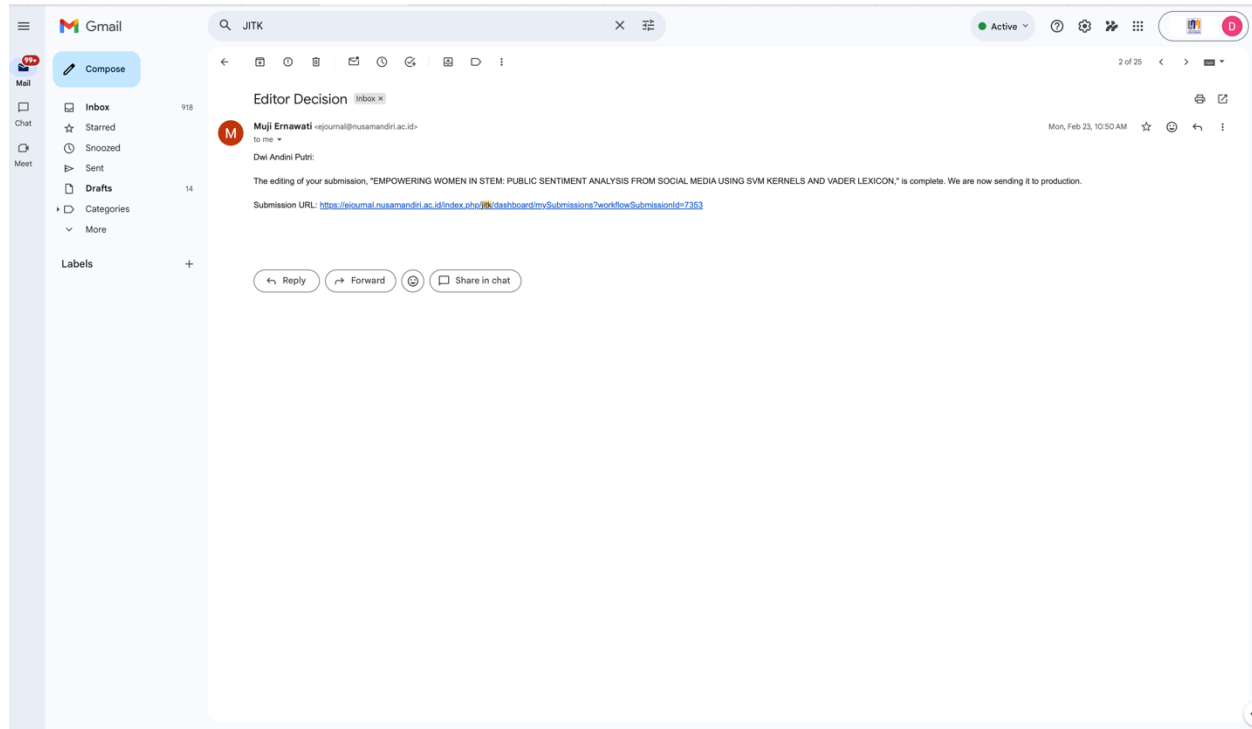 Gmail
JITK
Active
D
99+
Mail
Chat
Meet
Compose
Inbox 918
Starred
Snoozed
Sent
Drafts 14
Categories
More
Labels
2 of 25
Editor Decision Inbox ×
M
Muji Ernawati <ejournal@nusamandiri.ac.id> Mon, Feb 23, 10:50 AM
to me
Dwi Andini Putri:
The editing of your submission, "EMPOWERING WOMEN IN STEM: PUBLIC SENTIMENT ANALYSIS FROM SOCIAL MEDIA USING SVM KERNELS AND VADER LEXICON," is complete. We are now sending it to production.
Submission URL: https://ejournal.nusamandiri.ac.id/index.php/jitk/dashboard/mySubmissions?workflowSubmissionId=7353
Reply Forward Share in chat